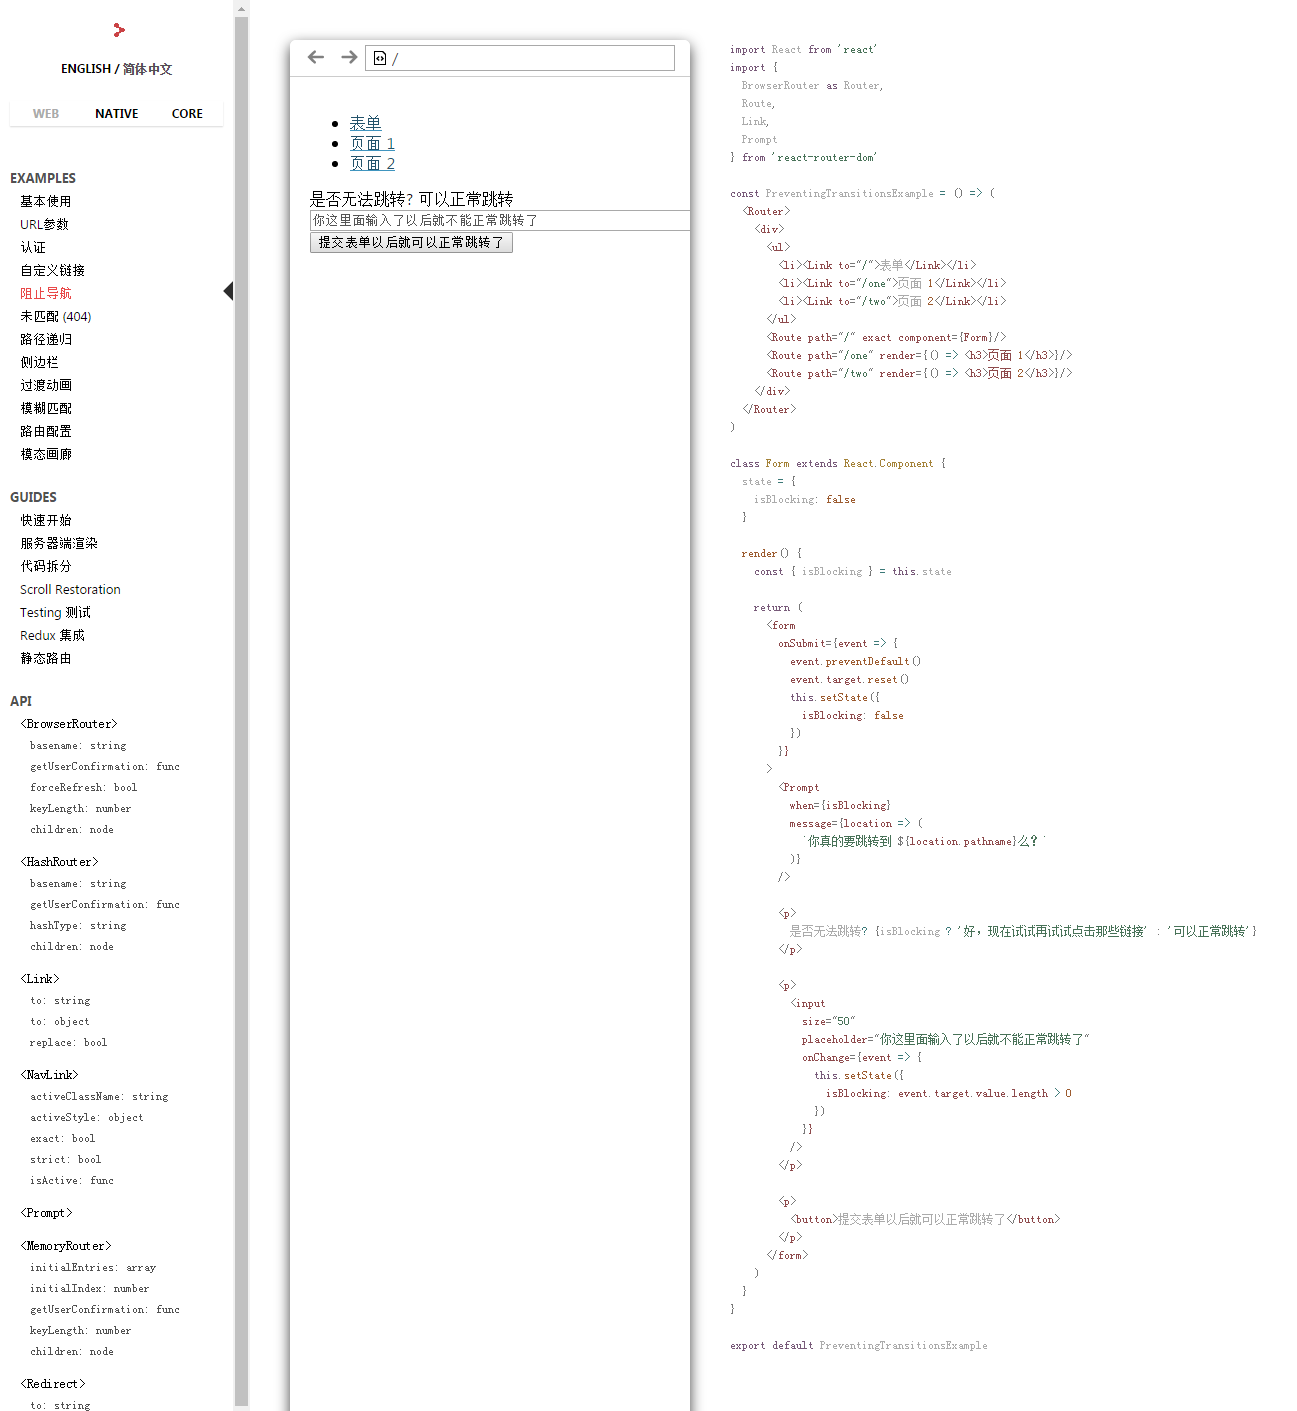 ENGLISH / 简体中文
WEB NATIVE CORE
EXAMPLES
基本使用
URL参数
认证
自定义链接
阻止导航
未匹配 (404)
路径递归
侧边栏
过渡动画
模糊匹配
路由配置
模态画廊
GUIDES
快速开始
服务器端渲染
代码拆分
Scroll Restoration
Testing 测试
Redux 集成
静态路由
API
<BrowserRouter>
basename: string
getUserConfirmation: func
forceRefresh: bool
keyLength: number
children: node
<HashRouter>
basename: string
getUserConfirmation: func
hashType: string
children: node
<Link>
to: string
to: object
replace: bool
<NavLink>
activeClassName: string
activeStyle: object
exact: bool
strict: bool
isActive: func
<Prompt>
<MemoryRouter>
initialEntries: array
initialIndex: number
getUserConfirmation: func
keyLength: number
children: node
<Redirect>
to: string
/
表单
页面 1
页面 2
是否无法跳转? 可以正常跳转
你这里面输入了以后就不能正常跳转了
提交表单以后就可以正常跳转了
import React from 'react'
import {
  BrowserRouter as Router,
  Route,
  Link,
  Prompt
} from 'react-router-dom'
const PreventingTransitionsExample = () => (
  <Router>
    <div>
      <ul>
        <li><Link to="/">表单</Link></li>
        <li><Link to="/one">页面 1</Link></li>
        <li><Link to="/two">页面 2</Link></li>
      </ul>
      <Route path="/" exact component={Form}/>
      <Route path="/one" render={() => <h3>页面 1</h3>}/>
      <Route path="/two" render={() => <h3>页面 2</h3>}/>
    </div>
  </Router>
)
class Form extends React.Component {
  state = {
    isBlocking: false
  }
  render() {
    const { isBlocking } = this.state
    return (
      <form
        onSubmit={event => {
          event.preventDefault()
          event.target.reset()
          this.setState({
            isBlocking: false
          })
        }}
      >
        <Prompt
          when={isBlocking}
          message={location => (
            `你真的要跳转到 ${location.pathname}么？`
          )}
        />
        <p>
          是否无法跳转? {isBlocking ? '好，现在试试再试试点击那些链接' : '可以正常跳转'}
        </p>
        <p>
          <input
            size="50"
            placeholder="你这里面输入了以后就不能正常跳转了"
            onChange={event => {
              this.setState({
                isBlocking: event.target.value.length > 0
              })
            }}
          />
        </p>
        <p>
          <button>提交表单以后就可以正常跳转了</button>
        </p>
      </form>
    )
  }
}
export default PreventingTransitionsExample